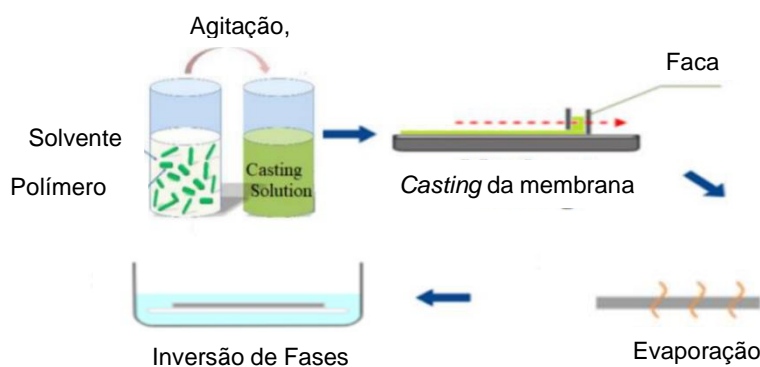 Agitação,
Faca
Solvente
Polímero
Casting
Solution
Casting da membrana
Inversão de Fases
Evaporação